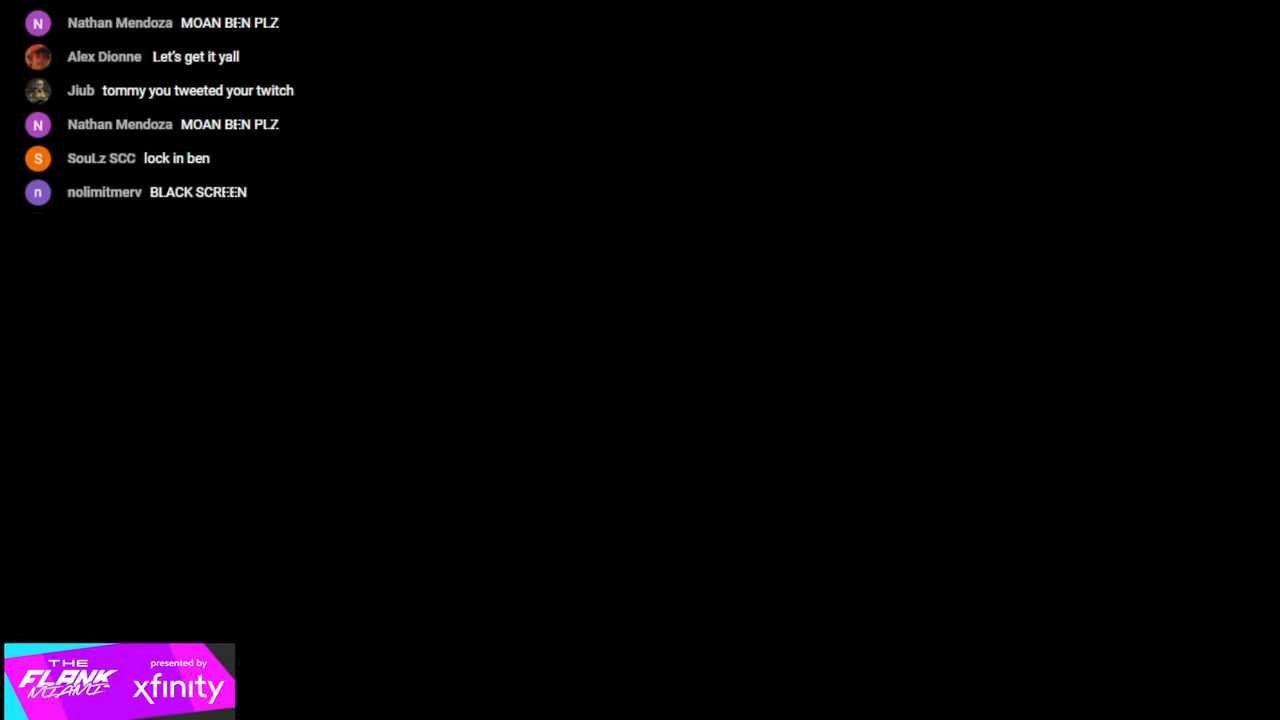 N Nathan Mendoza MOAN BEN PLZ
Alex Dionne Let's get it yall
Jiub tommy you tweeted your twitch
N Nathan Mendoza MOAN BEN PLZ
S SouLz SCC lock in ben
n nolimitmerv BLACK SCREEN
THE FLANK MIAMI
presented by
xfinity